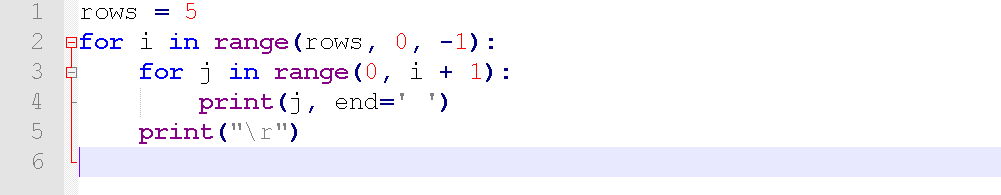 1 rows = 5
2 for i in range(rows, 0, -1):
3     for j in range(0, i + 1):
4         print(j, end=' ')
5     print("\r")
6